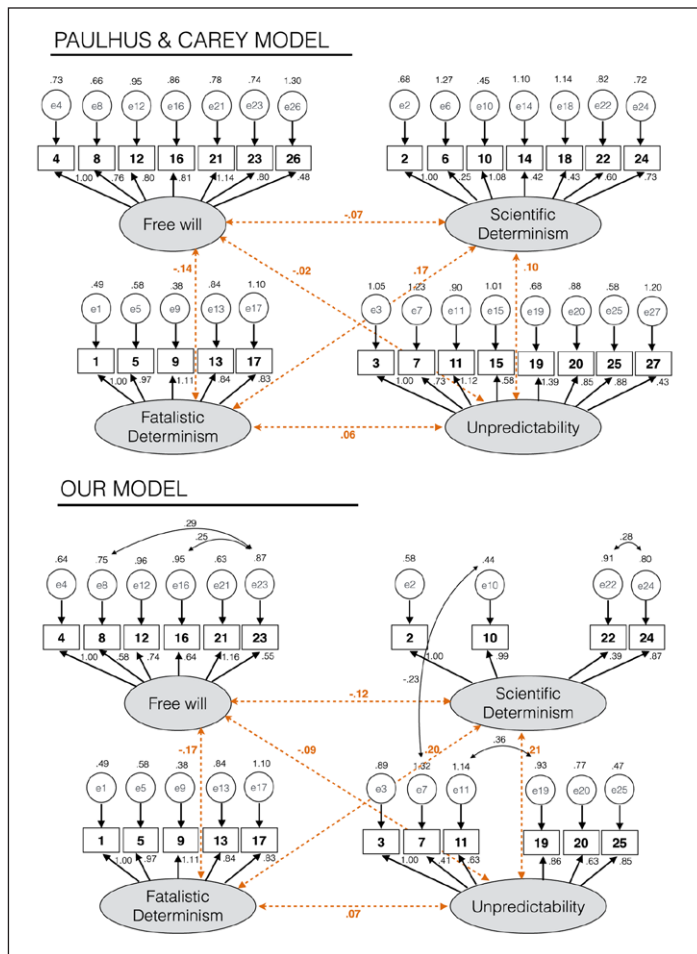 PAULHUS & CAREY MODEL
.73 .66 .95 .86 .78 .74 1.30
e4 e8 e12 e16 e21 e23 e26
4 8 12 16 21 23 26
1.00 .76 .80 .81 1.14 .80 .48
Free will
.68 1.27 .45 1.10 1.14 .82 .72
e2 e6 e10 e14 e18 e22 e24
2 6 10 14 18 22 24
1.00 .25 1.08 .42 .43 .60 .73
Scientific
Determinism
-.07
-.14
-.02
.17
.10
.49 .58 .38 .84 1.10
e1 e5 e9 e13 e17
1 5 9 13 17
1.00 .97 1.11 .84 .83
Fatalistic
Determinism
1.05 1.23 .90 1.01 .68 .88 .58 1.20
e3 e7 e11 e15 e19 e20 e25 e27
3 7 11 15 19 20 25 27
1.00 .73 1.12 .58 1.39 .85 .88 .43
Unpredictability
.06
OUR MODEL
.29
.25
.64 .75 .96 .95 .63 .87
e4 e8 e12 e16 e21 e23
4 8 12 16 21 23
1.00 .58 .74 .64 1.16 .55
Free will
.28
.58 .44 .91 .80
e2 e10 e22 e24
2 10 22 24
1.00 .99 .39 .87
Scientific
Determinism
-.23
-.12
-.17
-.09
.20
.36
.21
.49 .58 .38 .84 1.10
e1 e5 e9 e13 e17
1 5 9 13 17
1.00 .97 1.11 .84 .83
Fatalistic
Determinism
.89 1.32 1.14 .93 .77 .47
e3 e7 e11 e19 e20 e25
3 7 11 19 20 25
1.00 .41 .63 .86 .63 .85
Unpredictability
.07